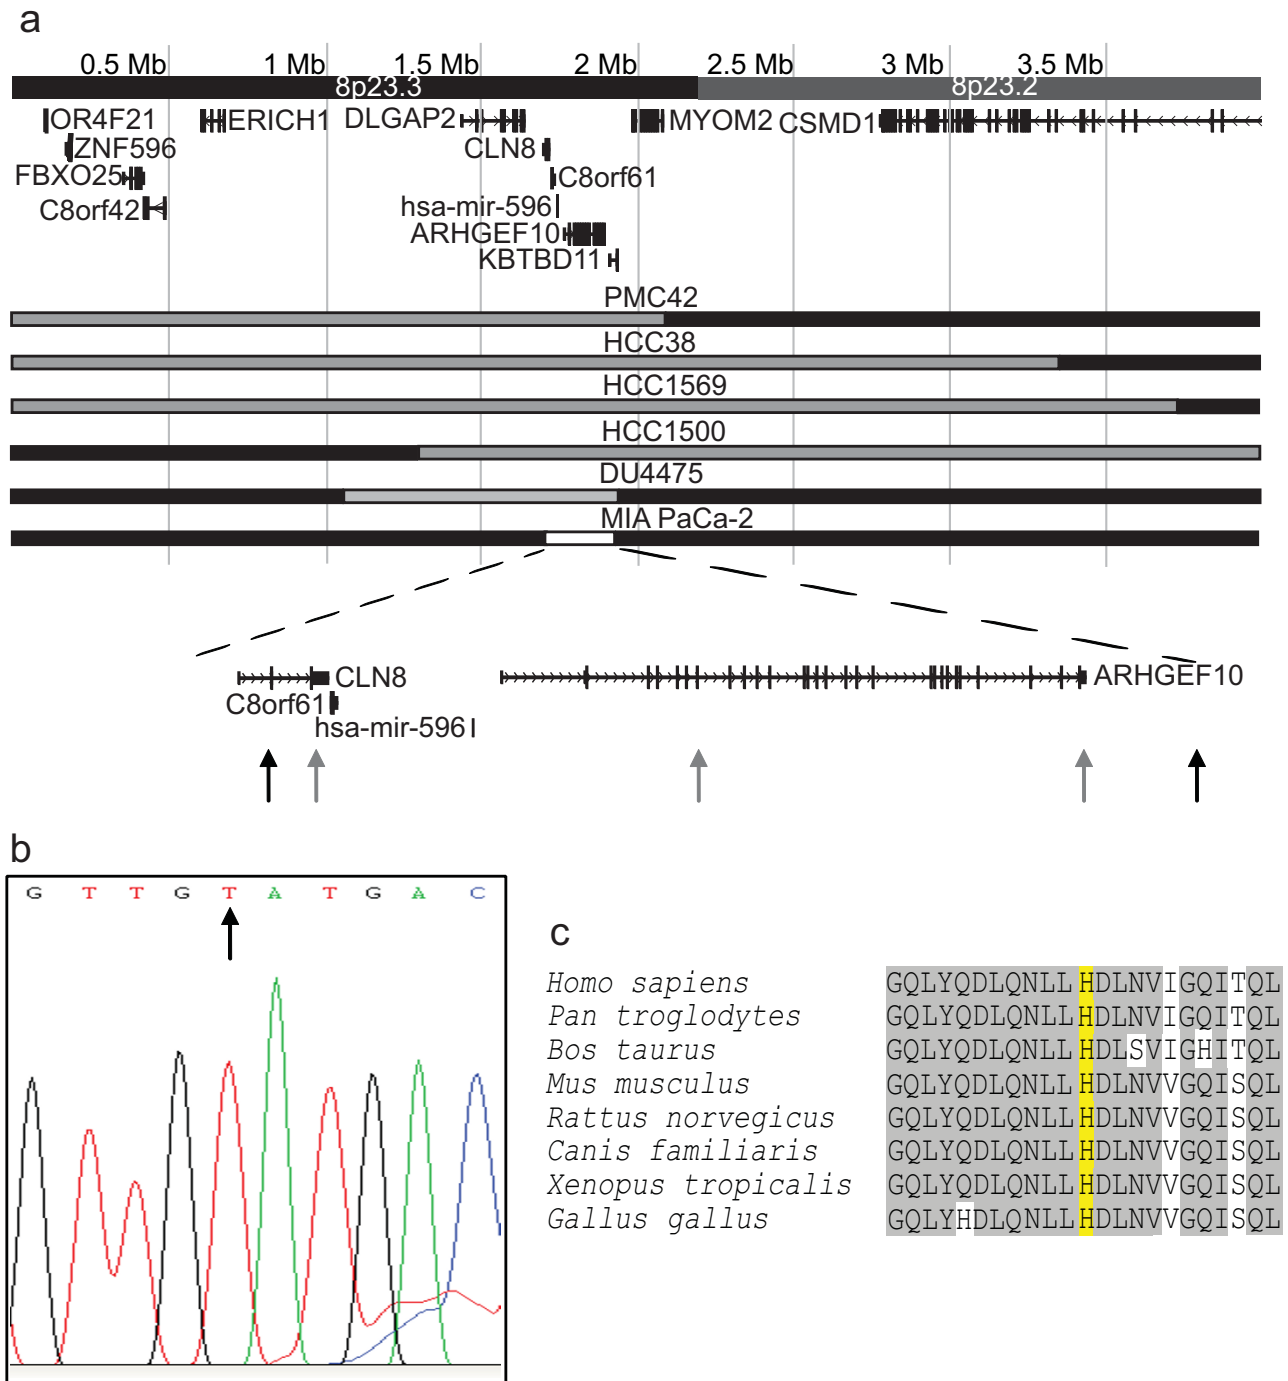 a
0.5 Mb 1 Mb 1.5 Mb 2 Mb 2.5 Mb 3 Mb 3.5 Mb
8p23.3 8p23.2
OR4F21 ERICH1 DLGAP2 MYOM2 CSMD1
ZNF596 CLN8
FBXO25 C8orf61
C8orf42 hsa-mir-596
ARHGEF10
KBTBD11
PMC42
HCC38
HCC1569
HCC1500
DU4475
MIA PaCa-2
CLN8 ARHGEF10
C8orf61
hsa-mir-596
b
G T T G T A T G A C
c
Homo sapiens GQLYQDLQNLLHDLNVIGQITQL
Pan troglodytes GQLYQDLQNLLHDLNVIGQITQL
Bos taurus GQLYQDLQNLLHDLSVIGHITQL
Mus musculus GQLYQDLQNLLHDLNVVGQISQL
Rattus norvegicus GQLYQDLQNLLHDLNVVGQISQL
Canis familiaris GQLYQDLQNLLHDLNVVGQISQL
Xenopus tropicalis GQLYQDLQNLLHDLNVVGQISQL
Gallus gallus GQLYHDLQNLLHDLNVVGQISQL